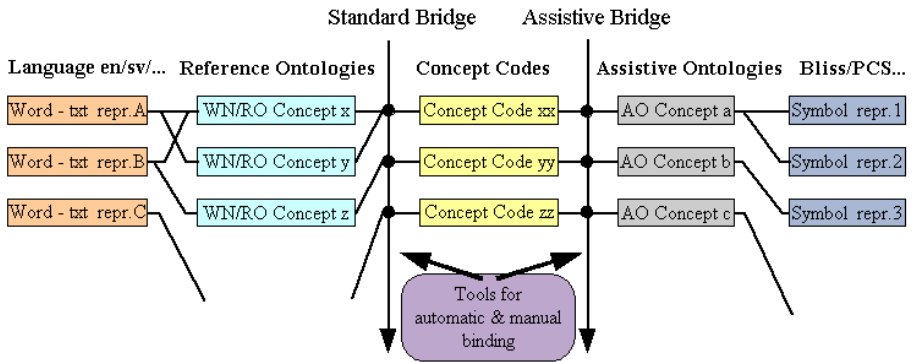 Standard Bridge Assistive Bridge
Language en/sv/... Reference Ontologies Concept Codes Assistive Ontologies Bliss/PCS...
Word - txt repr.A WN/RO Concept x Concept Code xx AO Concept a Symbol repr.1
Word - txt repr.B WN/RO Concept y Concept Code yy AO Concept b Symbol repr.2
Word - txt repr.C WN/RO Concept z Concept Code zz AO Concept c Symbol repr.3
Tools for
automatic & manual
binding